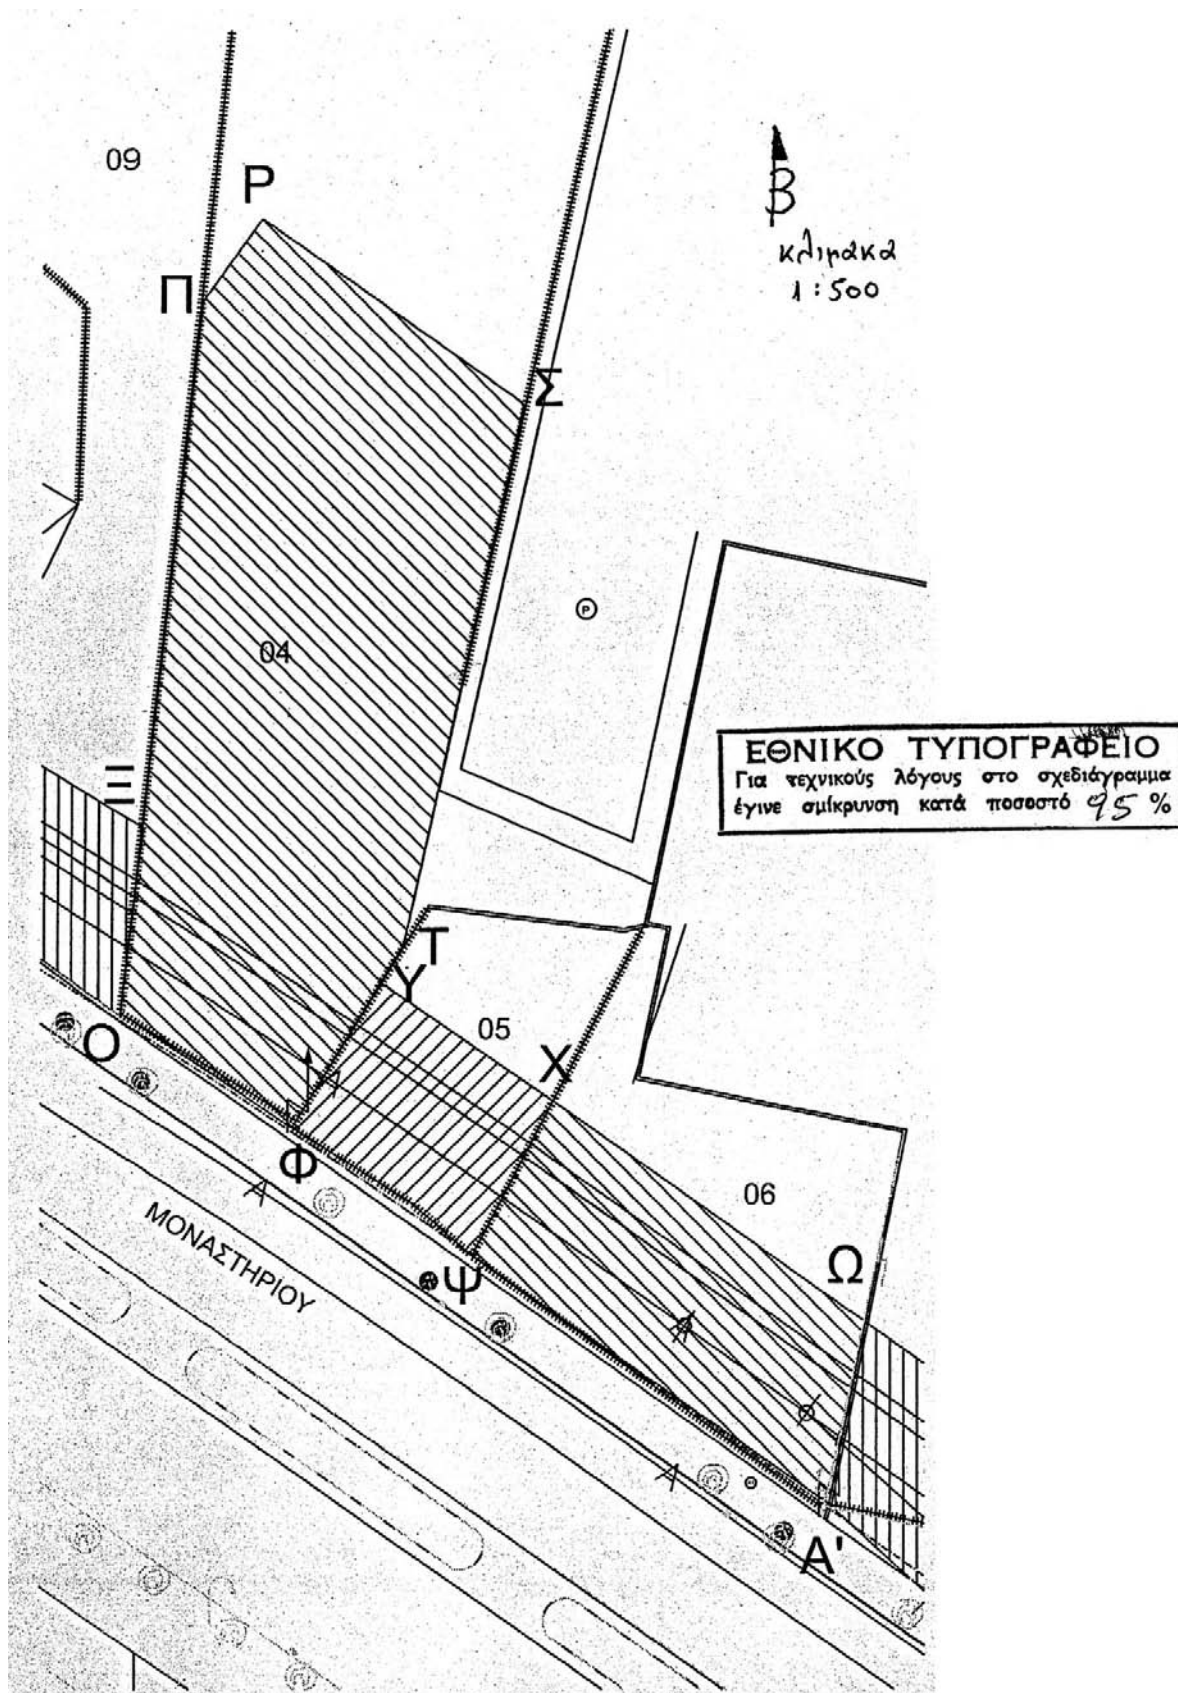 09
Ρ
Β
κλιμακα
1:500
Π
Σ
P
04
ΕΘΝΙΚΟ ΤΥΠΟΓΡΑΦΕΙΟ
Για τεχνικούς λόγους στο σχεδιάγραμμα
έγινε σμίκρυνση κατά ποσοστό 95 %
Ξ
Τ
Υ
05
Ο
Χ
Φ
06
ΜΟΝΑΣΤΗΡΙΟΥ
Ψ
Ω
Α'